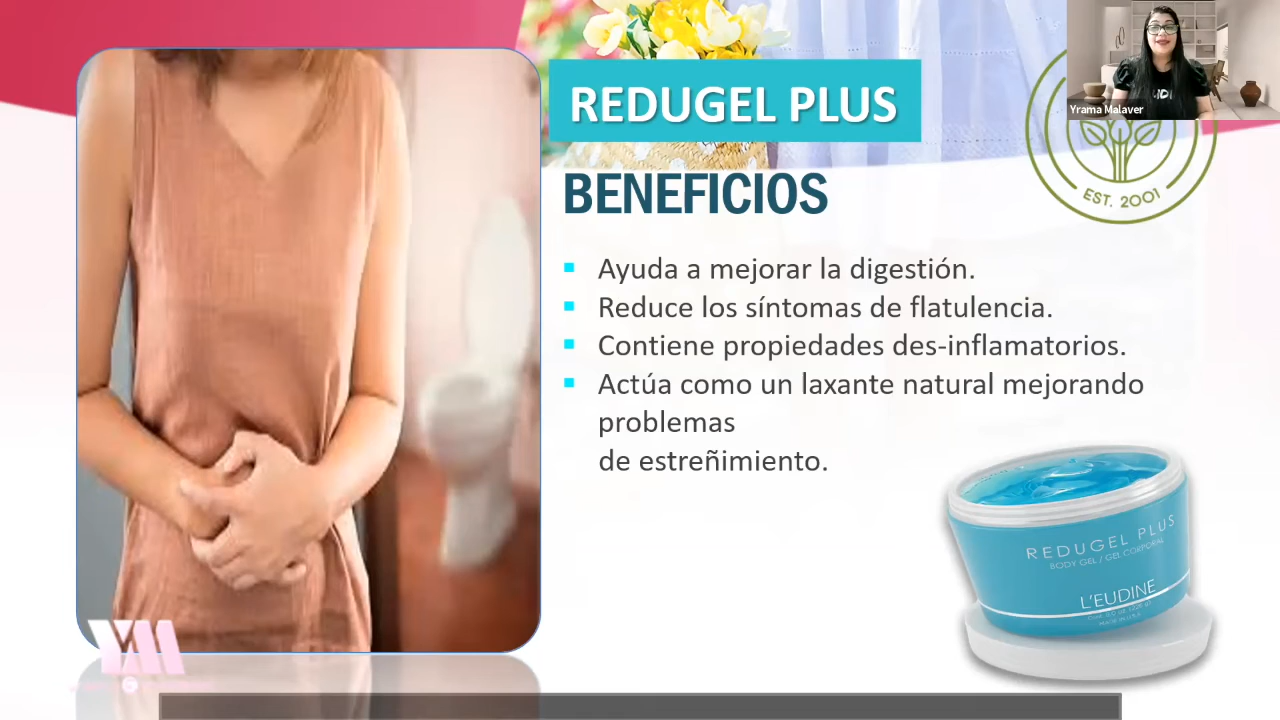 REDUGEL PLUS
Yrama Malaver
EST. 2001
BENEFICIOS
Ayuda a mejorar la digestión.
Reduce los síntomas de flatulencia.
Contiene propiedades des-inflamatorios.
Actúa como un laxante natural mejorando
problemas
de estreñimiento.
REDUGEL PLUS
BODY GEL / GEL CORPORAL
L'EUDINE
YM